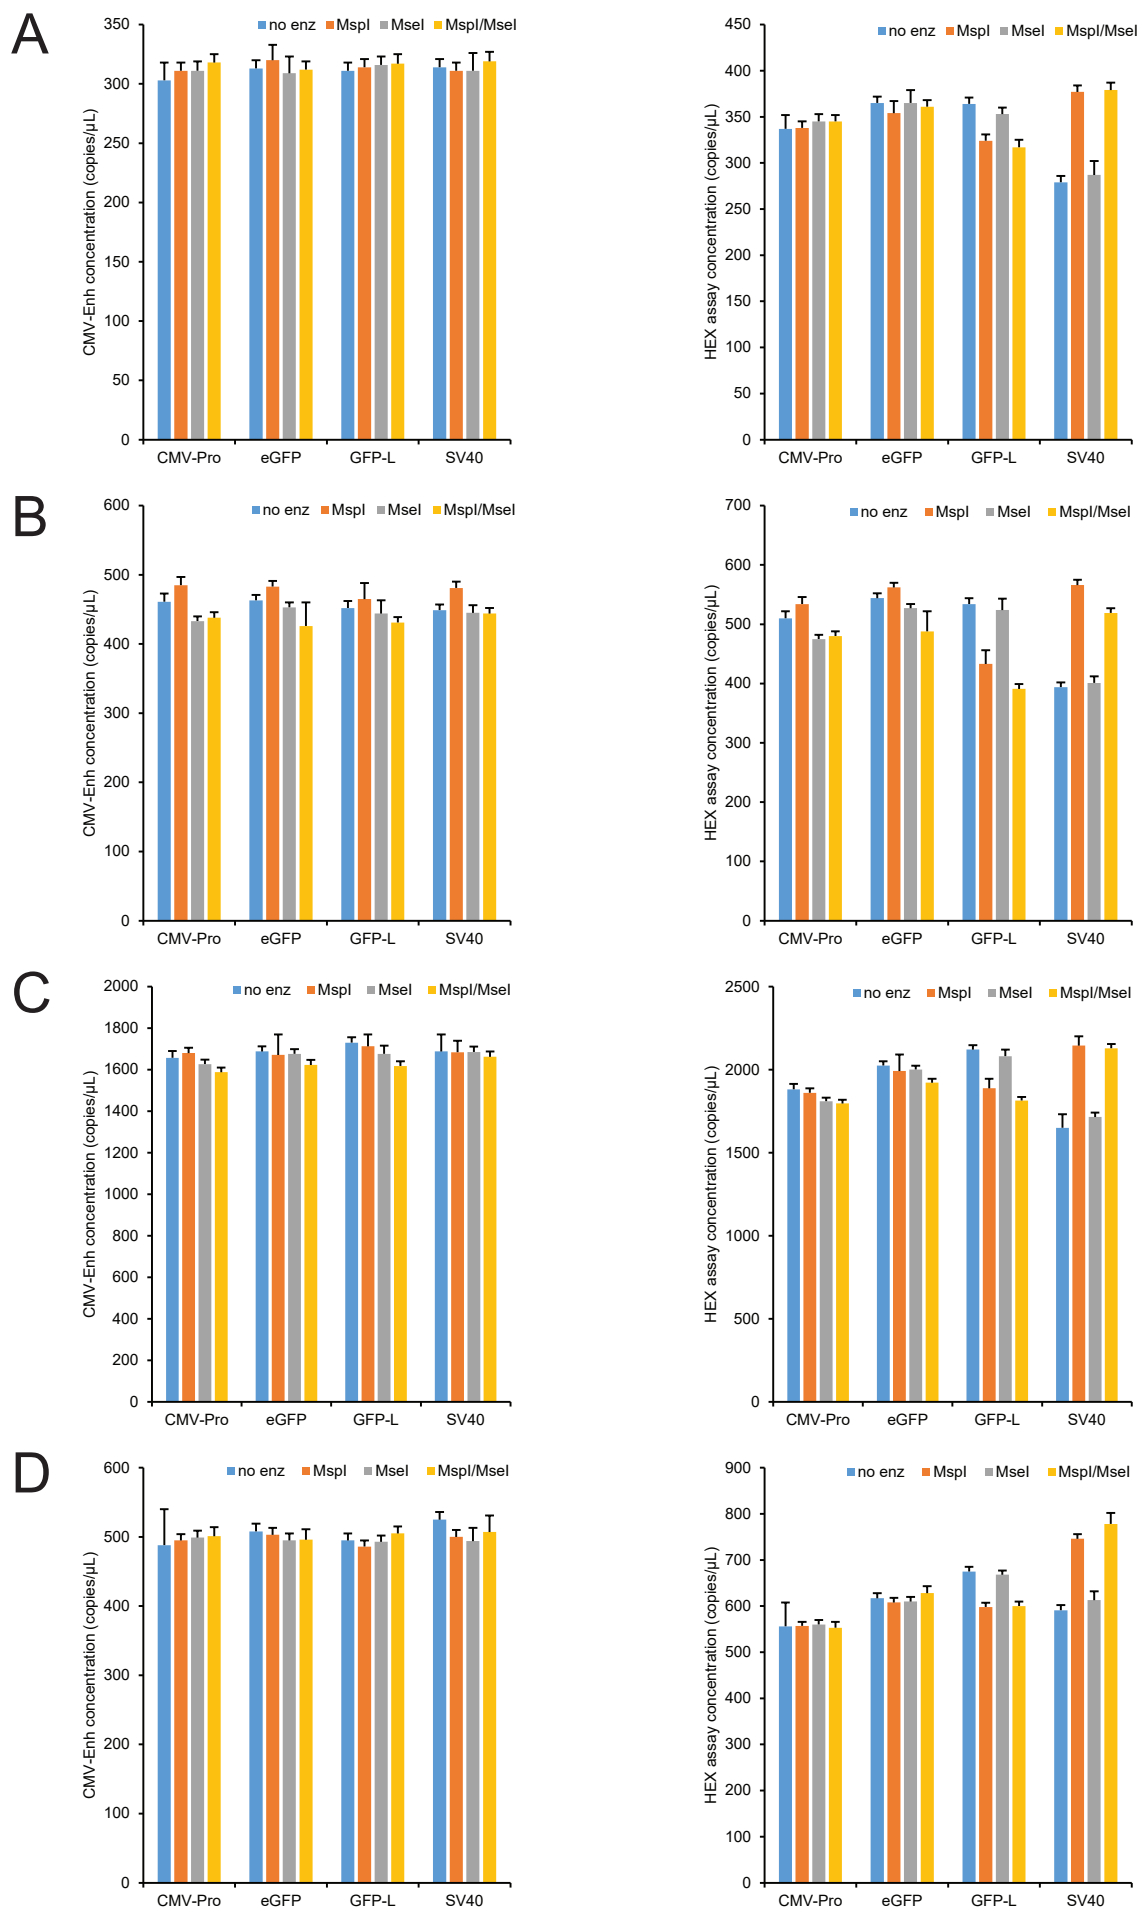 A
no enz MspI MseI MspI/MseI
CMV-Enh concentration (copies/µL)
350
300
250
200
150
100
50
0
CMV-Pro eGFP GFP-L SV40
no enz MspI MseI MspI/MseI
HEX assay concentration (copies/µL)
450
400
350
300
250
200
150
100
50
0
CMV-Pro eGFP GFP-L SV40
B
no enz MspI MseI MspI/MseI
CMV-Enh concentration (copies/µL)
600
500
400
300
200
100
0
CMV-Pro eGFP GFP-L SV40
no enz MspI MseI MspI/MseI
HEX assay concentration (copies/µL)
700
600
500
400
300
200
100
0
CMV-Pro eGFP GFP-L SV40
C
no enz MspI MseI MspI/MseI
CMV-Enh concentration (copies/µL)
2000
1800
1600
1400
1200
1000
800
600
400
200
0
CMV-Pro eGFP GFP-L SV40
no enz MspI MseI MspI/MseI
HEX assay concentration (copies/µL)
2500
2000
1500
1000
500
0
CMV-Pro eGFP GFP-L SV40
D
no enz MspI MseI MspI/MseI
CMV-Enh concentration (copies/µL)
600
500
400
300
200
100
0
CMV-Pro eGFP GFP-L SV40
no enz MspI MseI MspI/MseI
HEX assay concentration (copies/µL)
900
800
700
600
500
400
300
200
100
0
CMV-Pro eGFP GFP-L SV40